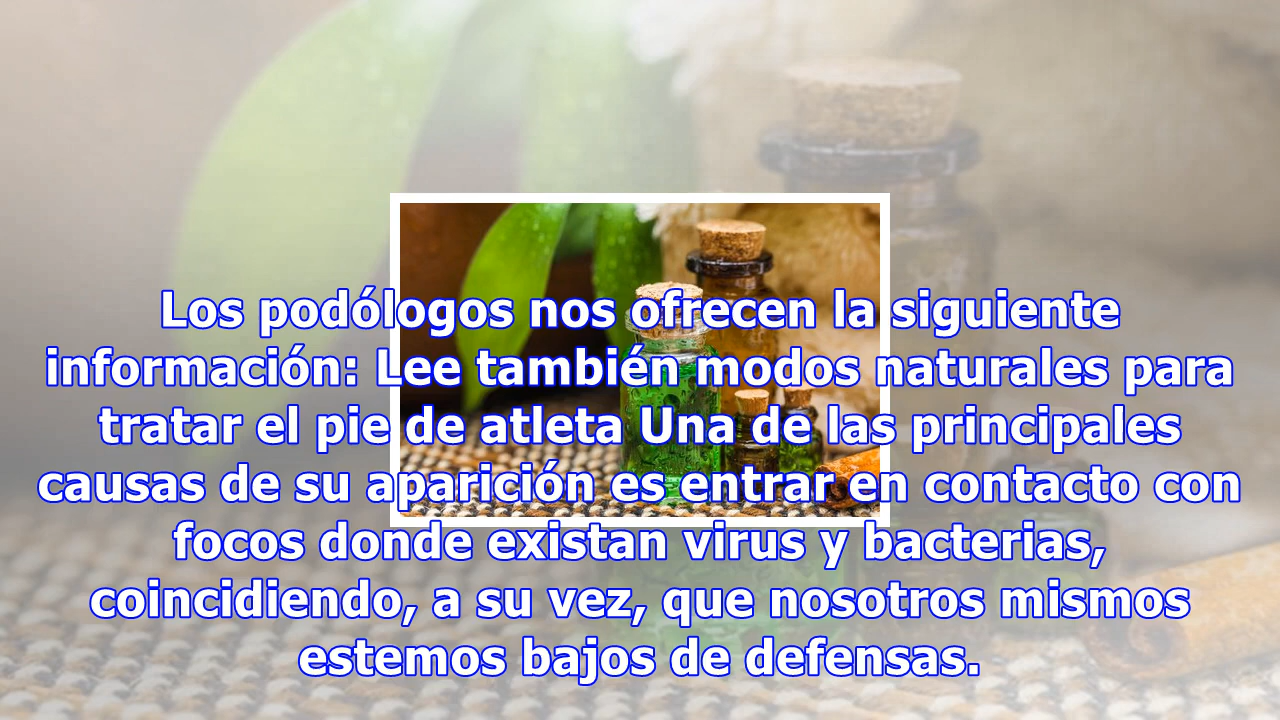 Los podólogos nos ofrecen la siguiente
información: Lee también modos naturales para
tratar el pie de atleta Una de las principales
causas de su aparición es entrar en contacto con
focos donde existan virus y bacterias,
coincidiendo, a su vez, que nosotros mismos
estemos bajos de defensas.